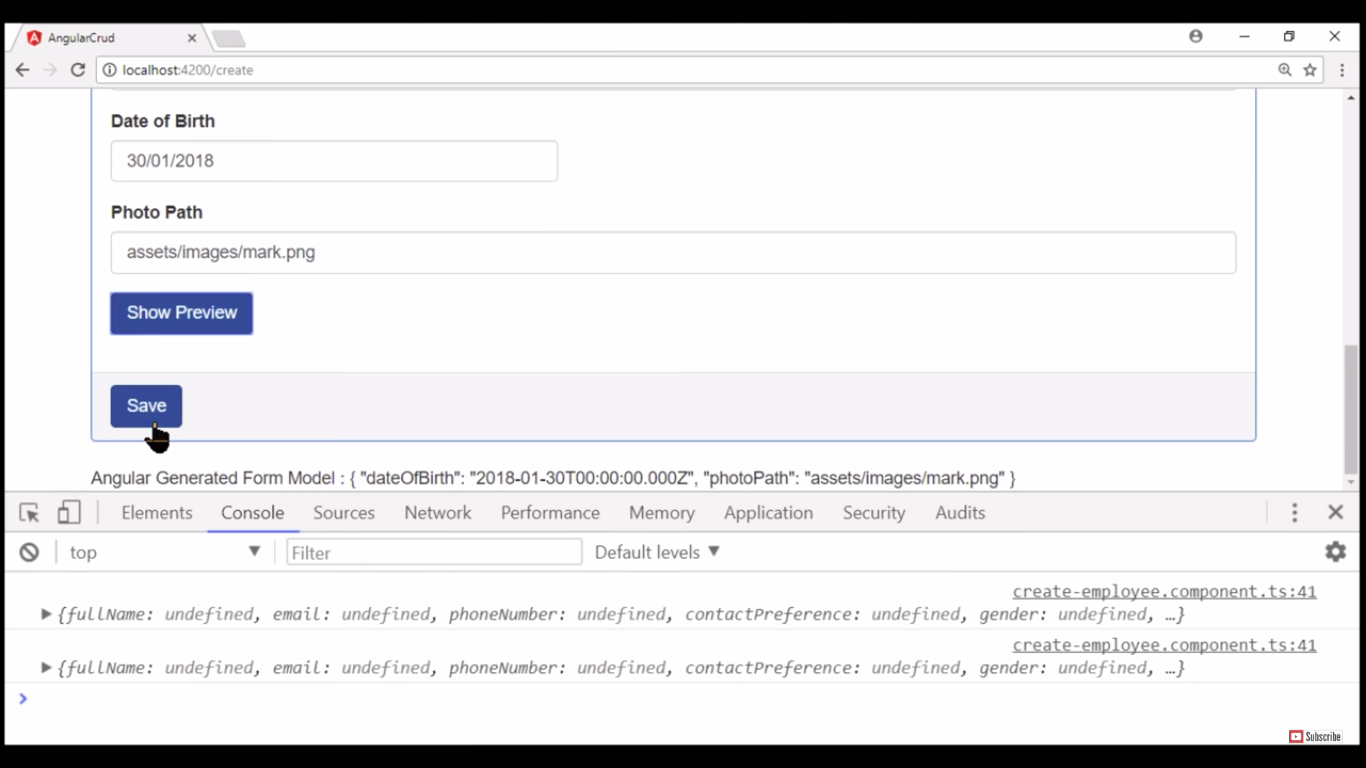 AngularCrud
localhost:4200/create
Date of Birth
30/01/2018
Photo Path
assets/images/mark.png
Show Preview
Save
Angular Generated Form Model : { "dateOfBirth": "2018-01-30T00:00:00.000Z", "photoPath": "assets/images/mark.png" }
Elements Console Sources Network Performance Memory Application Security Audits
top Filter Default levels
create-employee.component.ts:41
{fullName: undefined, email: undefined, phoneNumber: undefined, contactPreference: undefined, gender: undefined, …}
create-employee.component.ts:41
{fullName: undefined, email: undefined, phoneNumber: undefined, contactPreference: undefined, gender: undefined, …}
Subscribe